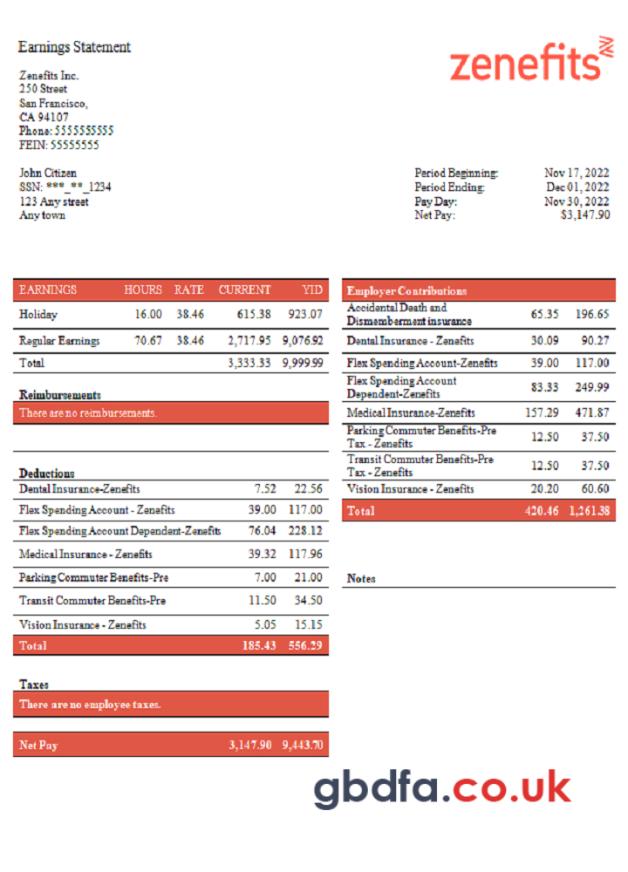 Earnings Statement
zenefits
Zenefits Inc.
250 Street
San Francisco,
CA 94107
Phone: 5555555555
FEIN: 55555555
John Citizen
SSN: ***_**_1234
123 Any street
Any town
Period Beginning: Nov 17, 2022
Period Ending: Dec 01, 2022
Pay Day: Nov 30, 2022
Net Pay: $3,147.90
EARNINGS HOURS RATE CURRENT YTD
Holiday 16.00 38.46 615.38 923.07
Regular Earnings 70.67 38.46 2,717.95 9,076.92
Total 3,333.33 9,999.99
Reimbursements
There are no reimbursements.
Deductions
Dental Insurance-Zenefits 7.52 22.56
Flex Spending Account - Zenefits 39.00 117.00
Flex Spending Account Dependent-Zenefits 76.04 228.12
Medical Insurance - Zenefits 39.32 117.96
Parking Commuter Benefits-Pre 7.00 21.00
Transit Commuter Benefits-Pre 11.50 34.50
Vision Insurance - Zenefits 5.05 15.15
Total 185.43 556.29
Taxes
There are no employee taxes.
Net Pay 3,147.90 9,443.70
Employer Contributions
Accidental Death and
Dismemberment insurance 65.35 196.65
Dental Insurance - Zenefits 30.09 90.27
Flex Spending Account-Zenefits 39.00 117.00
Flex Spending Account
Dependent-Zenefits 83.33 249.99
Medical Insurance-Zenefits 157.29 471.87
Parking Commuter Benefits-Pre
Tax - Zenefits 12.50 37.50
Transit Commuter Benefits-Pre
Tax - Zenefits 12.50 37.50
Vision Insurance - Zenefits 20.20 60.60
Total 420.46 1,261.38
Notes
gbdfa.co.uk